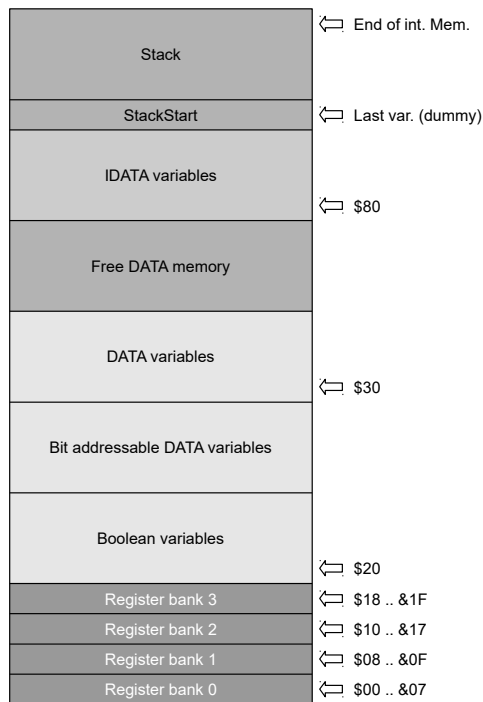 End of int. Mem.
Stack
StackStart
Last var. (dummy)
IDATA variables
$80
Free DATA memory
DATA variables
$30
Bit addressable DATA variables
Boolean variables
$20
Register bank 3
$18 .. &1F
Register bank 2
$10 .. &17
Register bank 1
$08 .. &0F
Register bank 0
$00 .. &07